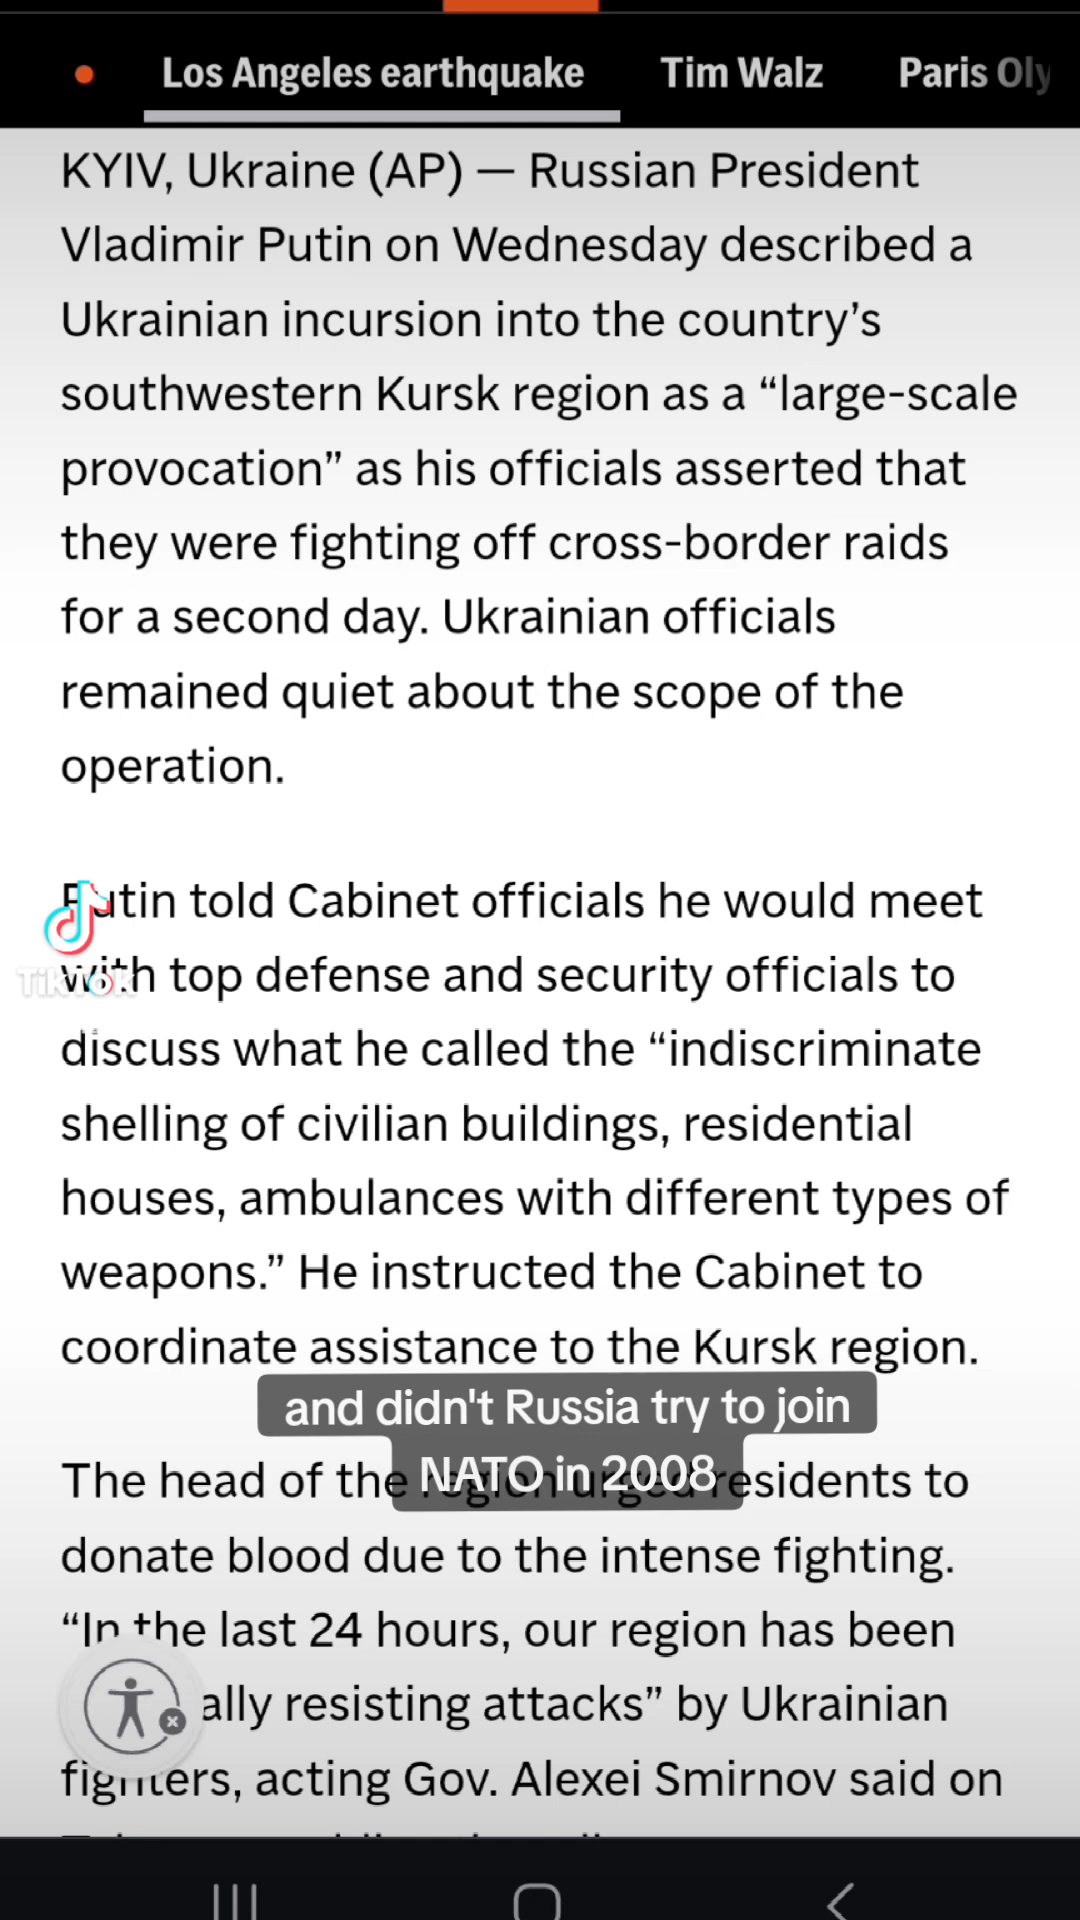 Los Angeles earthquake Tim Walz Paris Oly
KYIV, Ukraine (AP) — Russian President
Vladimir Putin on Wednesday described a
Ukrainian incursion into the country’s
southwestern Kursk region as a “large-scale
provocation” as his officials asserted that
they were fighting off cross-border raids
for a second day. Ukrainian officials
remained quiet about the scope of the
operation.
Putin told Cabinet officials he would meet
with top defense and security officials to
TikTok
discuss what he called the “indiscriminate
shelling of civilian buildings, residential
houses, ambulances with different types of
weapons.” He instructed the Cabinet to
coordinate assistance to the Kursk region.
and didn't Russia try to join
NATO in 2008
The head of the region urged residents to
donate blood due to the intense fighting.
“In the last 24 hours, our region has been
ally resisting attacks” by Ukrainian
fighters, acting Gov. Alexei Smirnov said on